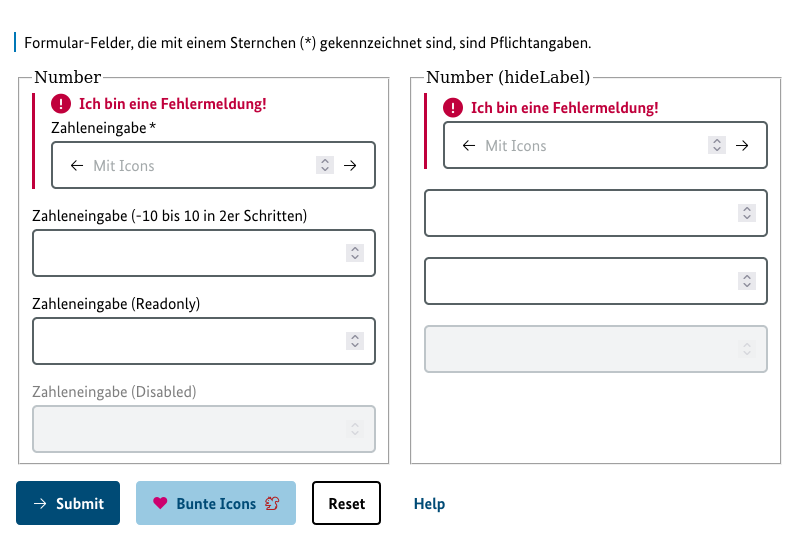 Formular-Felder, die mit einem Sternchen (*) gekennzeichnet sind, sind Pflichtangaben.
Number
Ich bin eine Fehlermeldung!
Zahleneingabe *
Mit Icons
Zahleneingabe (-10 bis 10 in 2er Schritten)
Zahleneingabe (Readonly)
Zahleneingabe (Disabled)
Number (hideLabel)
Ich bin eine Fehlermeldung!
Mit Icons
Submit
Bunte Icons
Reset
Help